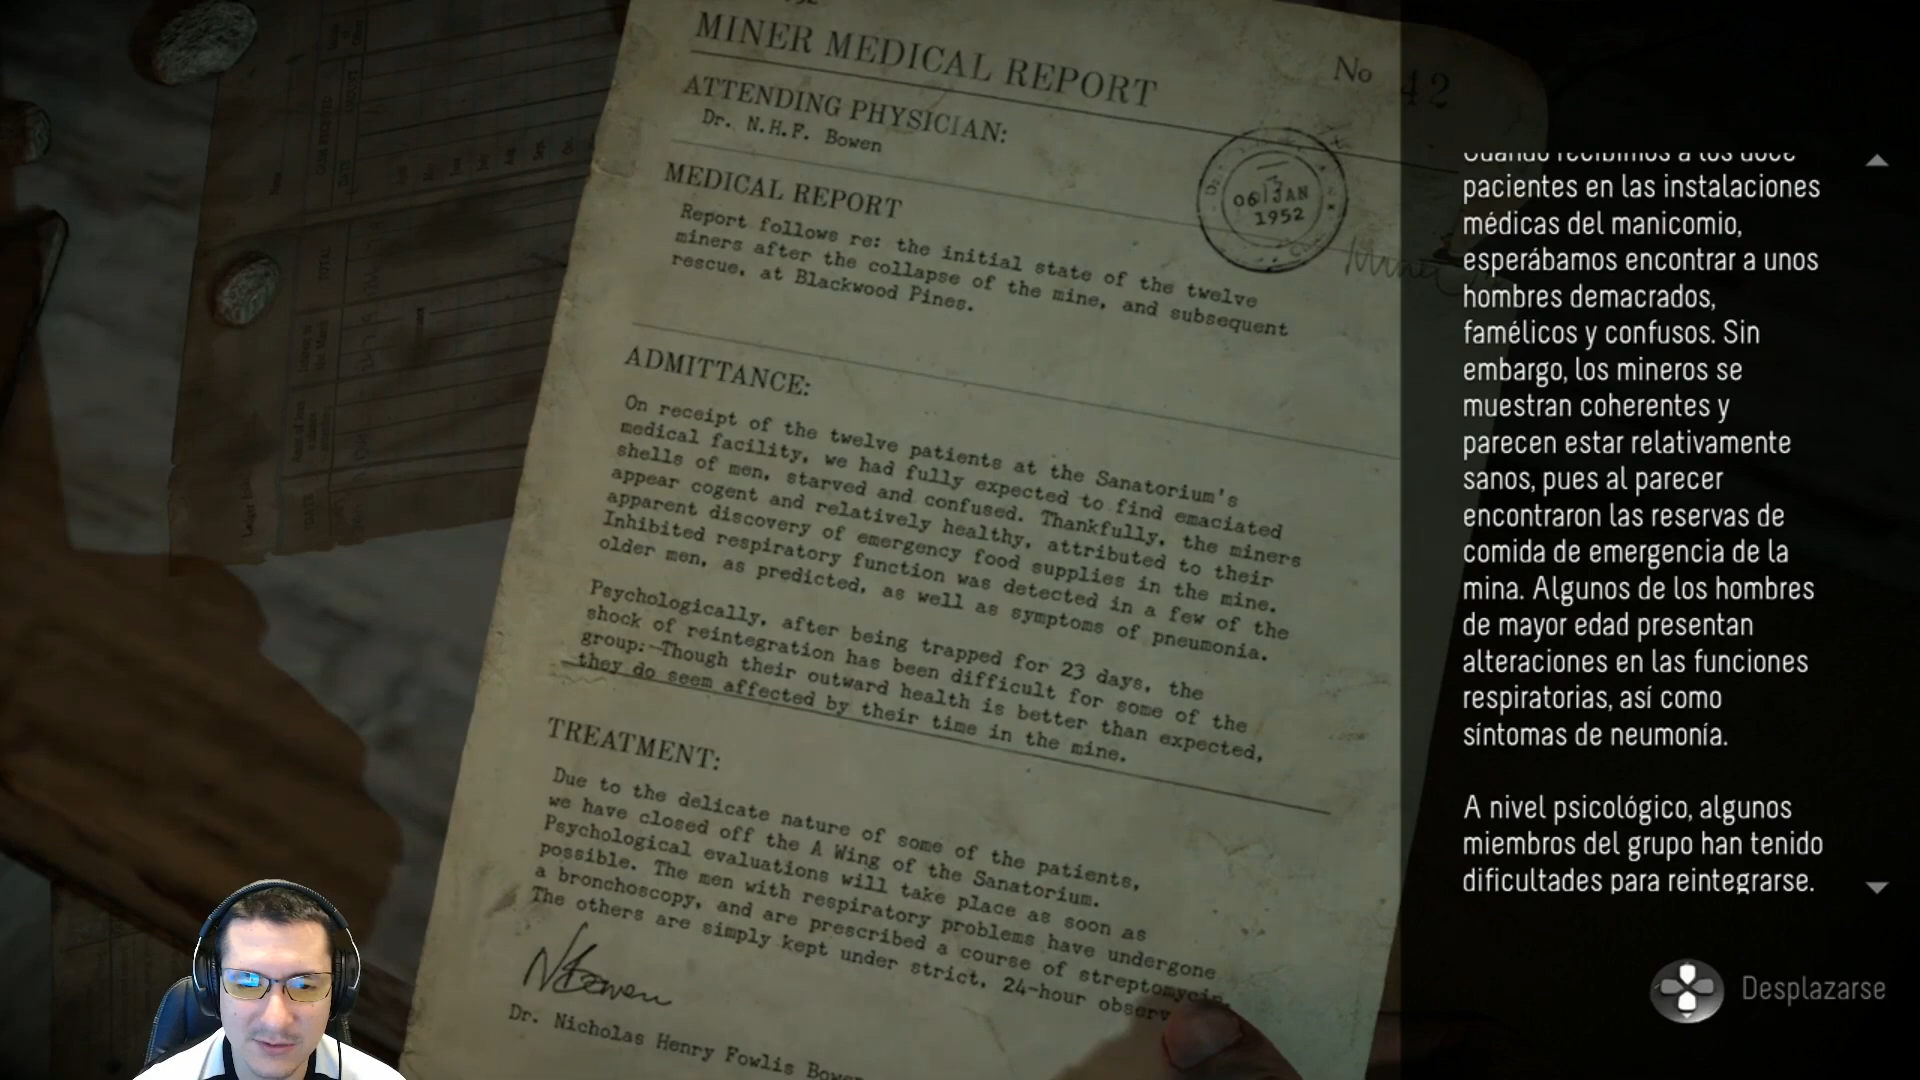 MINER MEDICAL REPORT
No 42
ATTENDING PHYSICIAN:
Dr. N.H.F. Bowen
06 JAN
1952
MEDICAL REPORT
Report follows re: the initial state of the twelve
miners after the collapse of the mine, and subsequent
rescue, at Blackwood Pines.
ADMITTANCE:
On receipt of the twelve patients at the Sanatorium's
medical facility, we had fully expected to find emaciated
shells of men, starved and confused. Thankfully, the miners
appear cogent and relatively healthy, attributed to their
apparent discovery of emergency food supplies in the mine.
Inhibited respiratory function was detected in a few of the
older men, as predicted, as well as symptoms of pneumonia.
Psychologically, after being trapped for 23 days, the
shock of reintegration has been difficult for some of the
group: Though their outward health is better than expected,
they do seem affected by their time in the mine.
TREATMENT:
Due to the delicate nature of some of the patients,
we have closed off the A Wing of the Sanatorium.
Psychological evaluations will take place as soon as
possible. The men with respiratory problems have undergone
a bronchoscopy, and are prescribed a course of streptomycin.
The others are simply kept under strict, 24-hour observ
NBowen
Dr. Nicholas Henry Fowlis Bowen
Cuando recibimos a los doce
pacientes en las instalaciones
médicas del manicomio,
esperábamos encontrar a unos
hombres demacrados,
famélicos y confusos. Sin
embargo, los mineros se
muestran coherentes y
parecen estar relativamente
sanos, pues al parecer
encontraron las reservas de
comida de emergencia de la
mina. Algunos de los hombres
de mayor edad presentan
alteraciones en las funciones
respiratorias, así como
síntomas de neumonía.
A nivel psicológico, algunos
miembros del grupo han tenido
dificultades para reintegrarse.
Desplazarse